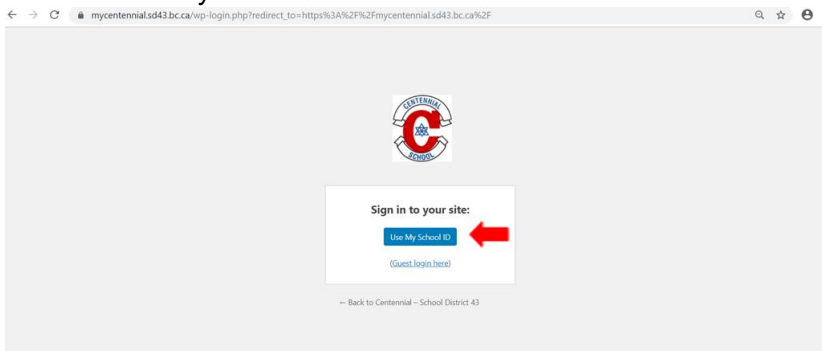 mycentennial.sd43.bc.ca/wp-login.php?redirect_to=https%3A%2F%2Fmycentennial.sd43.bc.ca%2F
CENTENNIAL
C
SCHOOL
Sign in to your site:
Use My School ID
(Guest login here)
← Back to Centennial – School District 43